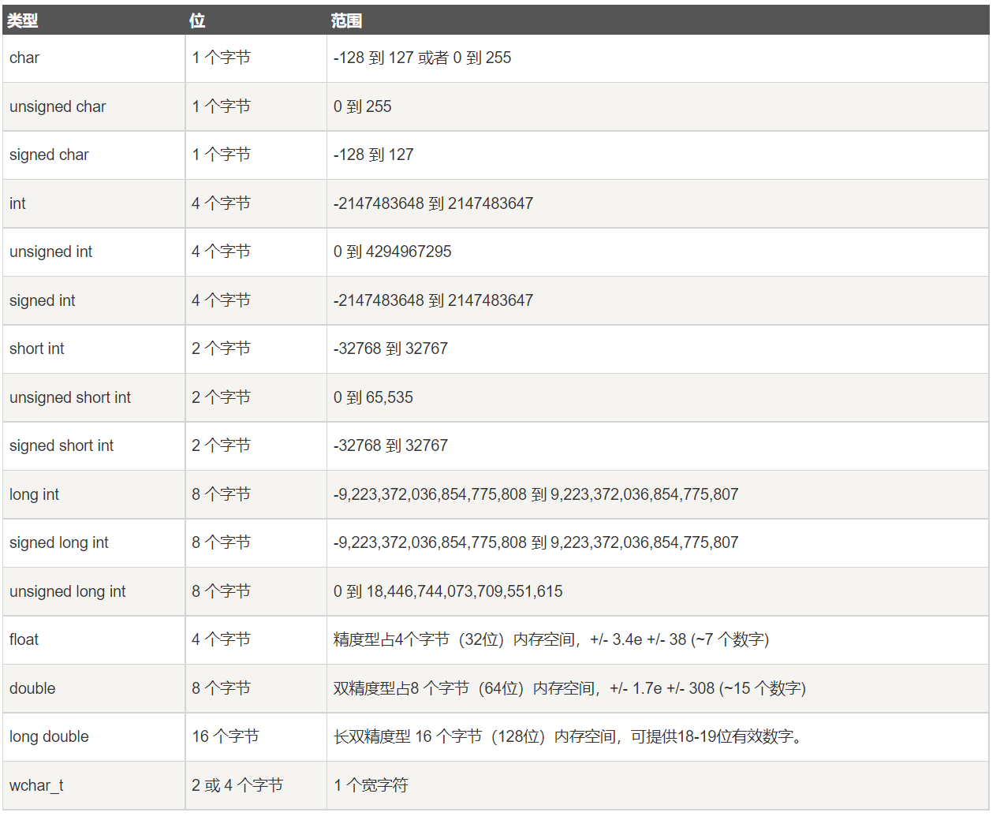 类型 位 范围
char 1 个字节 -128 到 127 或者 0 到 255
unsigned char 1 个字节 0 到 255
signed char 1 个字节 -128 到 127
int 4 个字节 -2147483648 到 2147483647
unsigned int 4 个字节 0 到 4294967295
signed int 4 个字节 -2147483648 到 2147483647
short int 2 个字节 -32768 到 32767
unsigned short int 2 个字节 0 到 65,535
signed short int 2 个字节 -32768 到 32767
long int 8 个字节 -9,223,372,036,854,775,808 到 9,223,372,036,854,775,807
signed long int 8 个字节 -9,223,372,036,854,775,808 到 9,223,372,036,854,775,807
unsigned long int 8 个字节 0 到 18,446,744,073,709,551,615
float 4 个字节 精度型占4个字节（32位）内存空间，+/- 3.4e +/- 38 (~7 个数字)
double 8 个字节 双精度型占8 个字节（64位）内存空间，+/- 1.7e +/- 308 (~15 个数字)
long double 16 个字节 长双精度型 16 个字节（128位）内存空间，可提供18-19位有效数字。
wchar_t 2 或 4 个字节 1 个宽字符